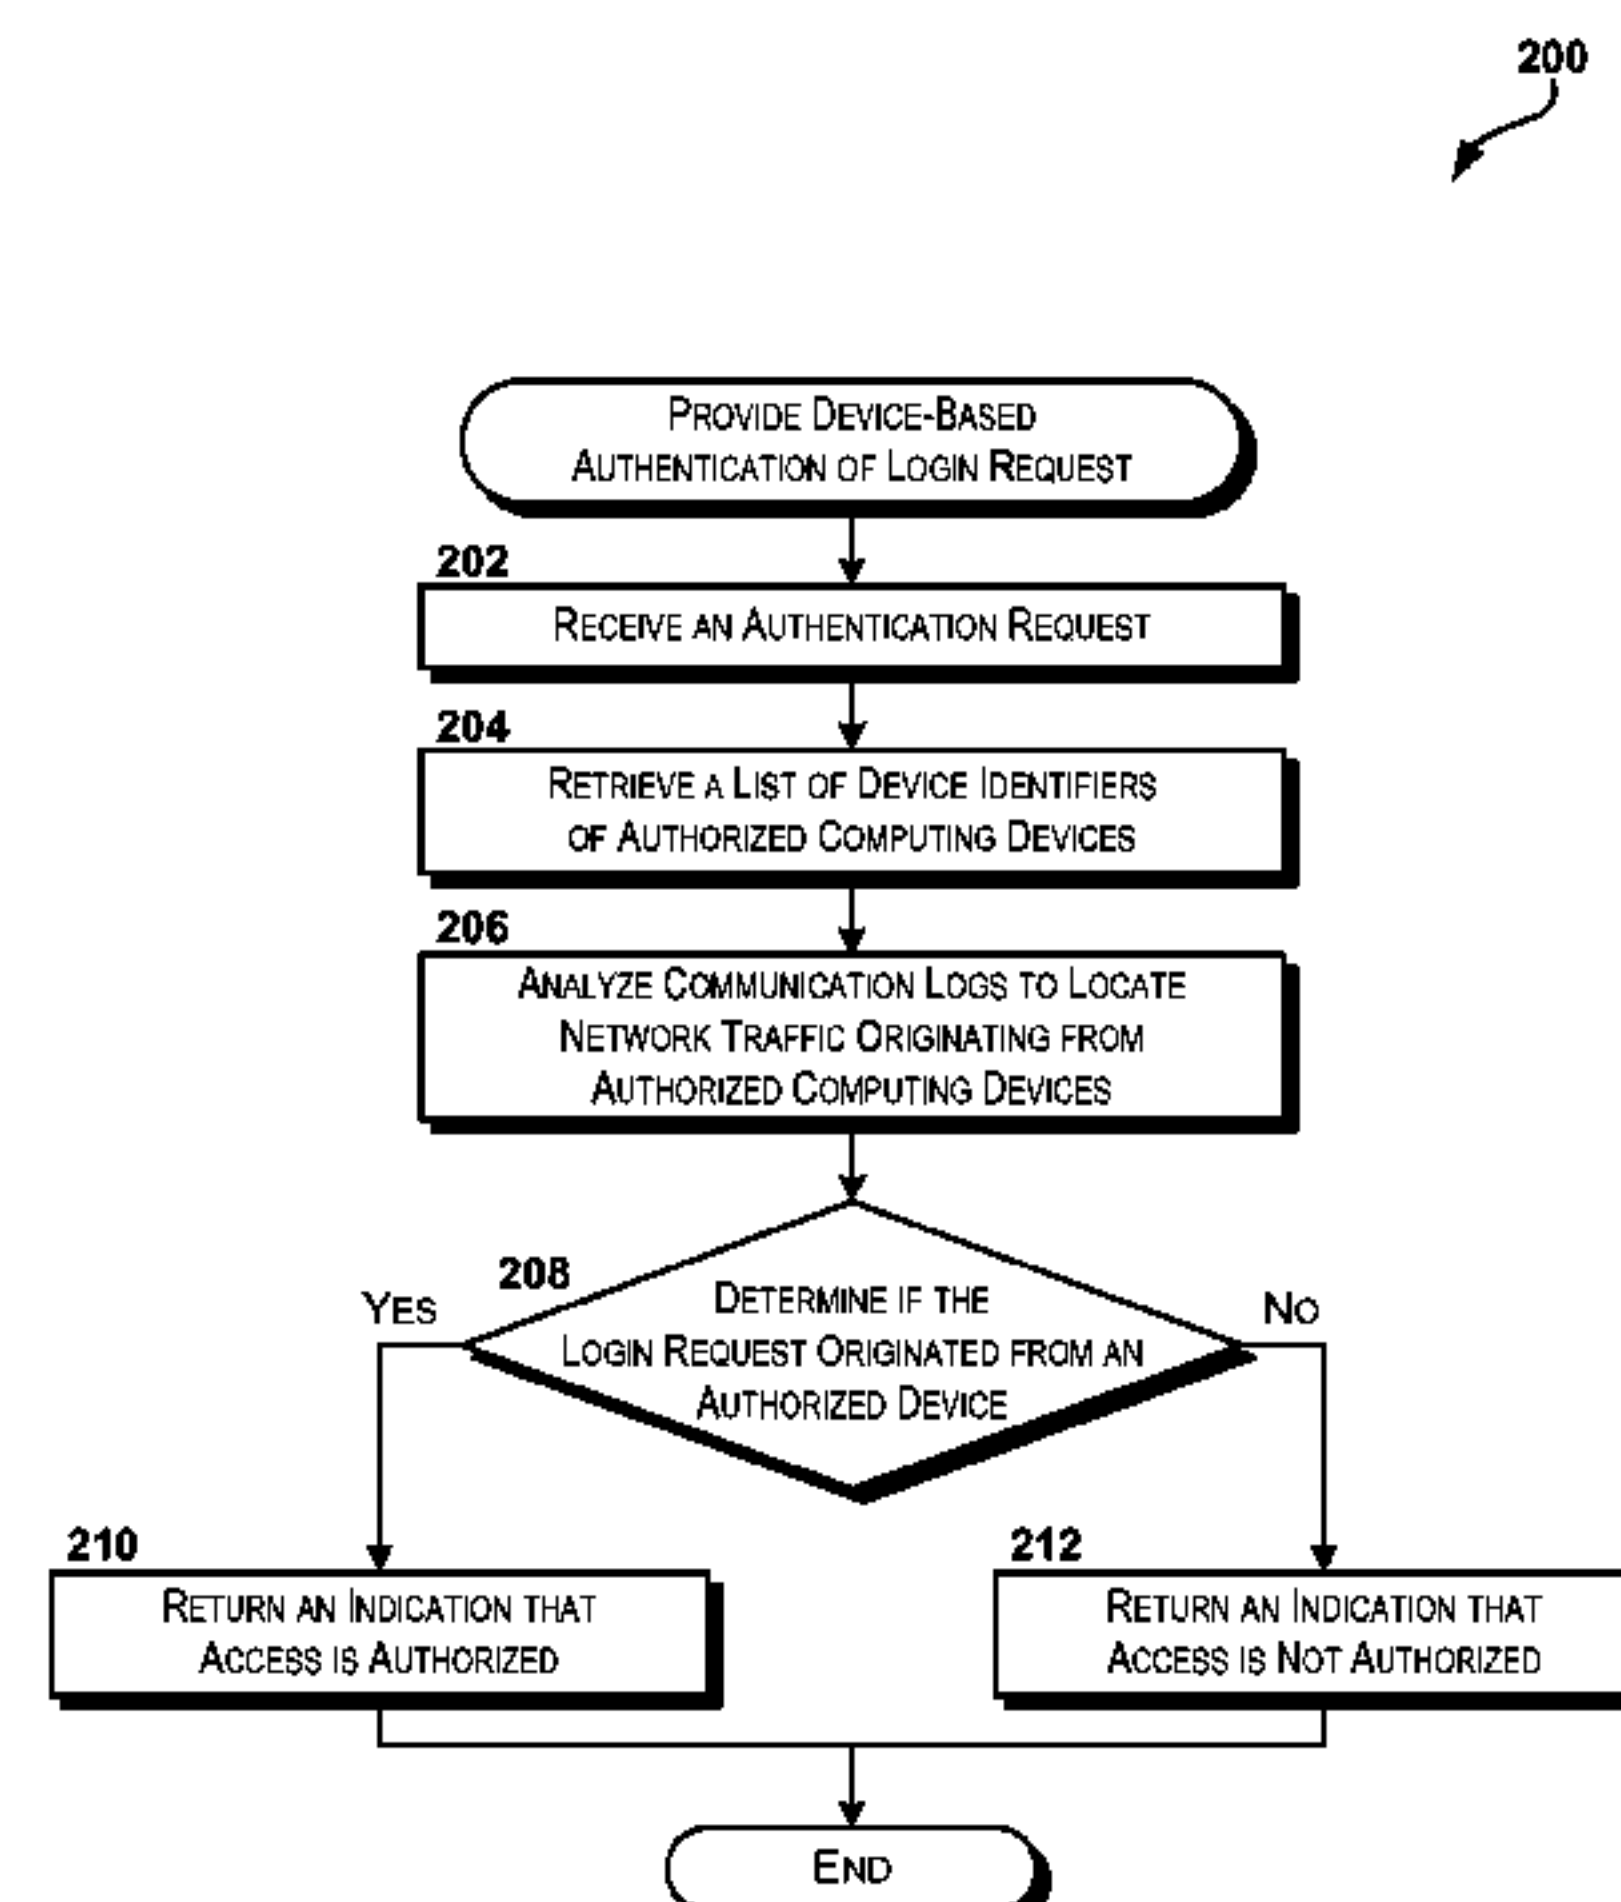 200
PROVIDE DEVICE-BASED
AUTHENTICATION OF LOGIN REQUEST
202
RECEIVE AN AUTHENTICATION REQUEST
204
RETRIEVE A LIST OF DEVICE IDENTIFIERS
OF AUTHORIZED COMPUTING DEVICES
206
ANALYZE COMMUNICATION LOGS TO LOCATE
NETWORK TRAFFIC ORIGINATING FROM
AUTHORIZED COMPUTING DEVICES
208
YES
NO
DETERMINE IF THE
LOGIN REQUEST ORIGINATED FROM AN
AUTHORIZED DEVICE
210
RETURN AN INDICATION THAT
ACCESS IS AUTHORIZED
212
RETURN AN INDICATION THAT
ACCESS IS NOT AUTHORIZED
END